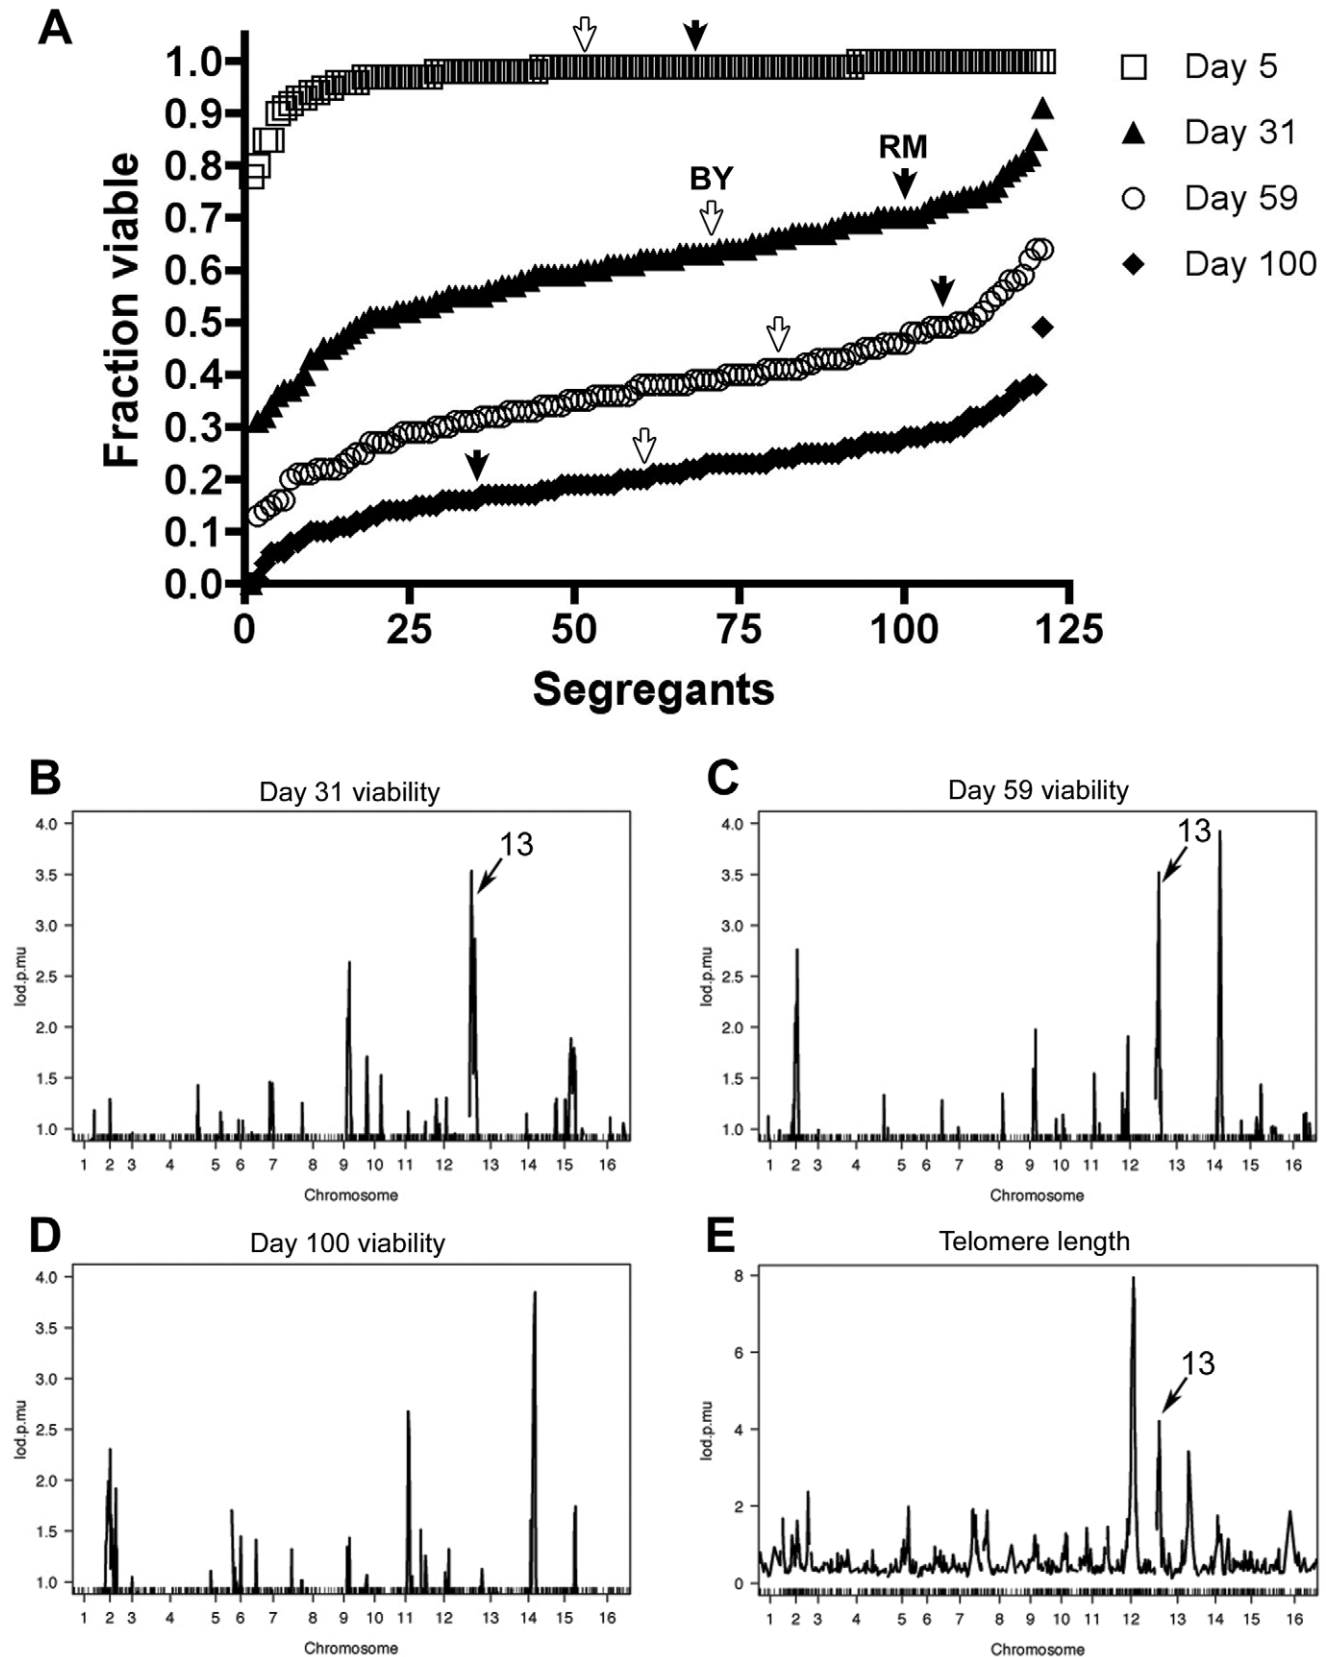 A
1.0
0.9
0.8
0.7
0.6
0.5
0.4
0.3
0.2
0.1
0.0
Fraction viable
BY
RM
Day 5
Day 31
Day 59
Day 100
0 25 50 75 100 125
Segregants
B
Day 31 viability
4.0
3.5
3.0
2.5
2.0
1.5
1.0
lod.p.mu
13
1 2 3 4 5 6 7 8 9 10 11 12 13 14 15 16
Chromosome
C
Day 59 viability
4.0
3.5
3.0
2.5
2.0
1.5
1.0
lod.p.mu
13
1 2 3 4 5 6 7 8 9 10 11 12 13 14 15 16
Chromosome
D
Day 100 viability
4.0
3.5
3.0
2.5
2.0
1.5
1.0
lod.p.mu
1 2 3 4 5 6 7 8 9 10 11 12 13 14 15 16
Chromosome
E
Telomere length
8
6
4
2
0
lod.p.mu
13
1 2 3 4 5 6 7 8 9 10 11 12 13 14 15 16
Chromosome